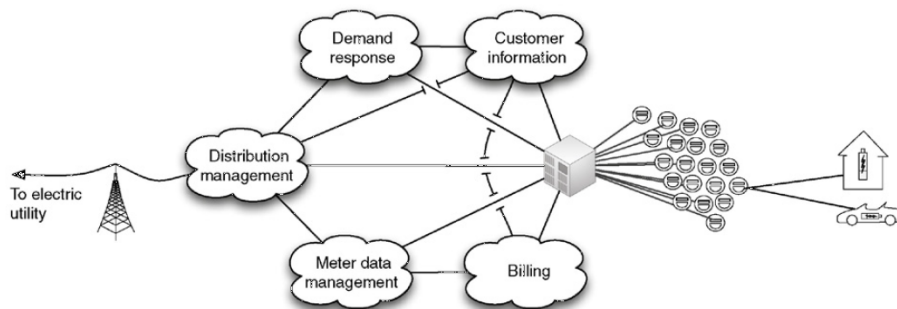 Demand
response
Customer
information
Distribution
management
To electric
utility
Meter data
management
Billing